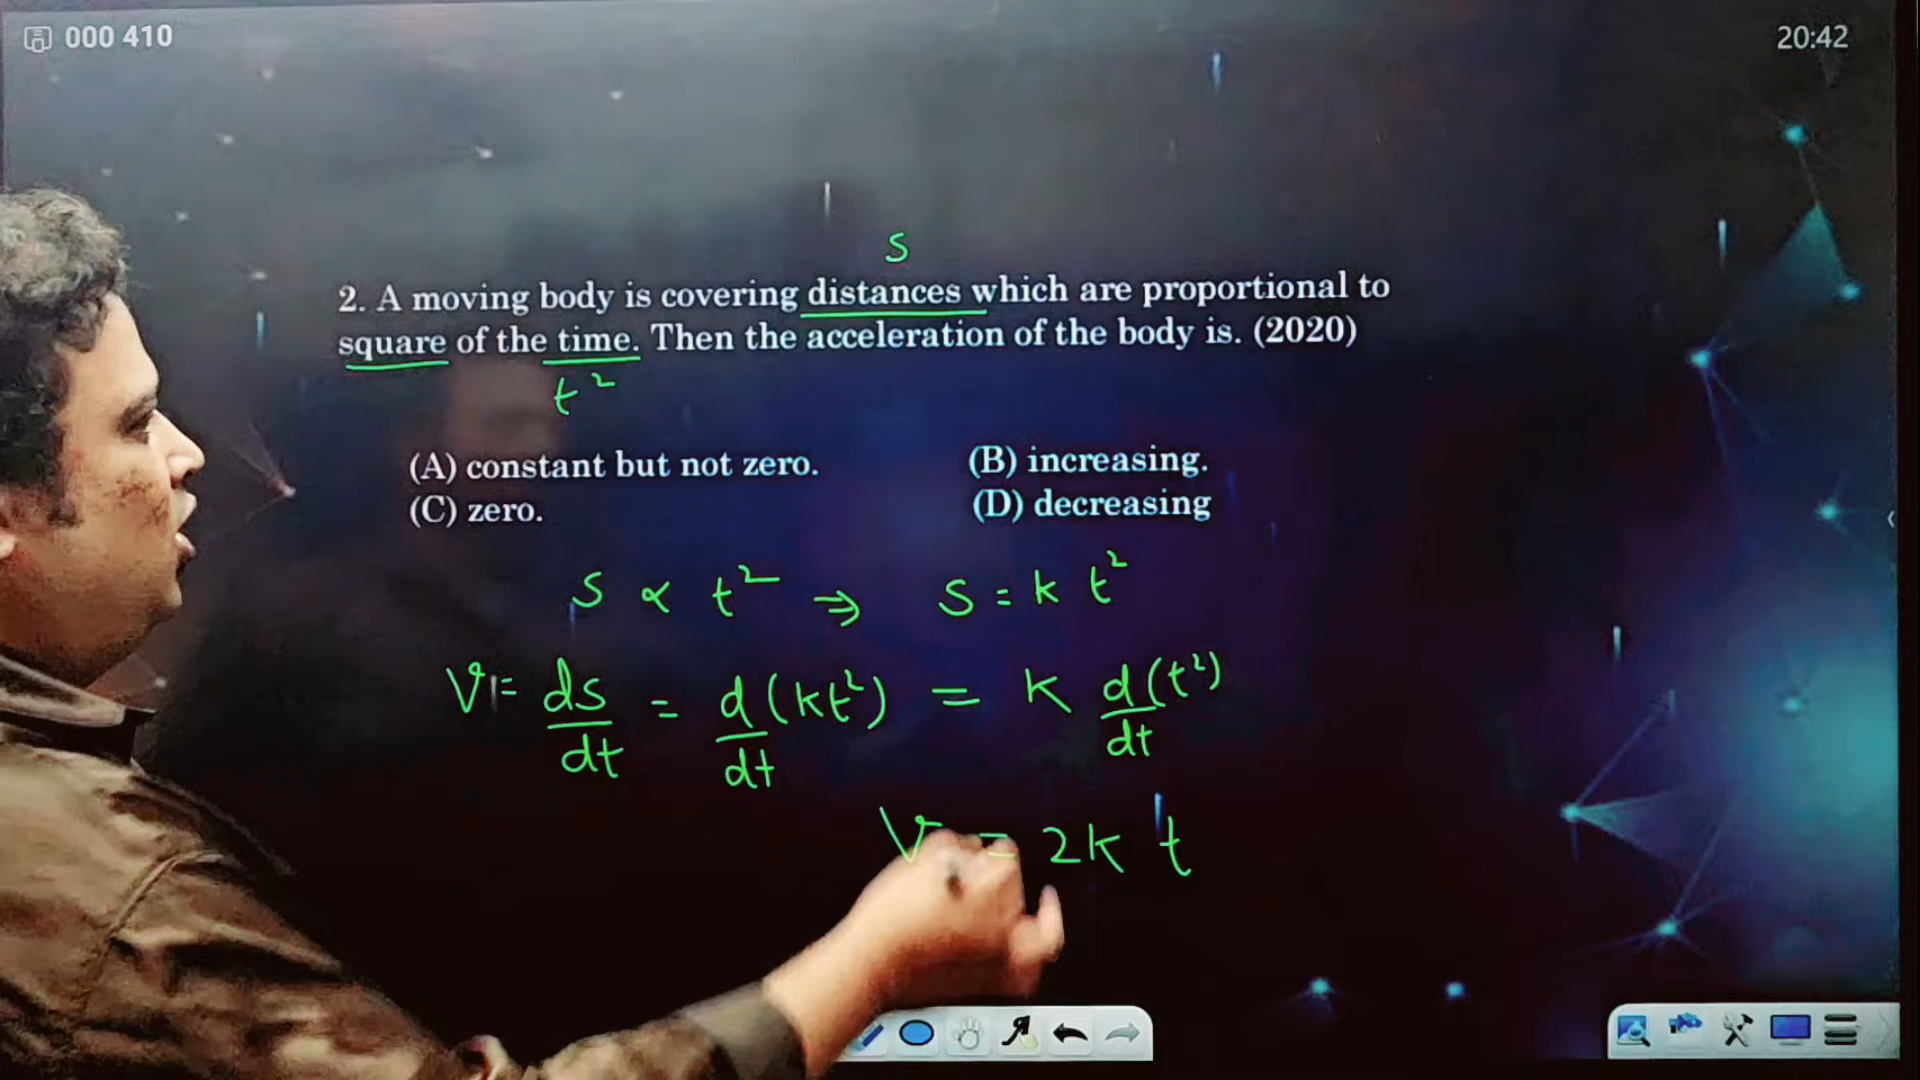 000 410
20:42
s
2. A moving body is covering distances which are proportional to
square of the time. Then the acceleration of the body is. (2020)
t²
(A) constant but not zero. (B) increasing.
(C) zero. (D) decreasing
s ∝ t² ⇒ s = k t²
V = ds/dt = d/dt (kt²) = k d/dt (t²)
V = 2k t